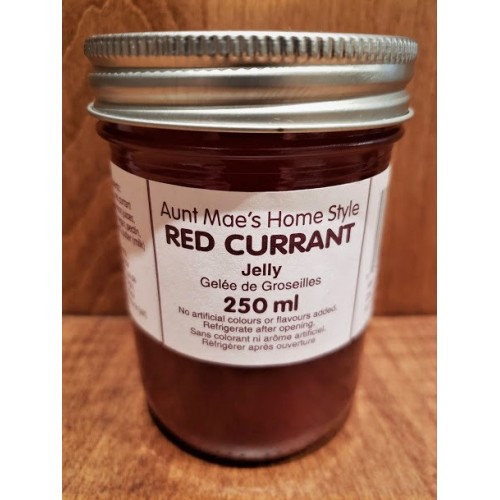 Aunt Mae's Home Style
RED CURRANT
Jelly
Gelée de Groseilles
250 ml
No artificial colours or flavours added.
Refrigerate after opening.
Sans colorant ni arôme artificiel.
Réfrigérer après ouverture